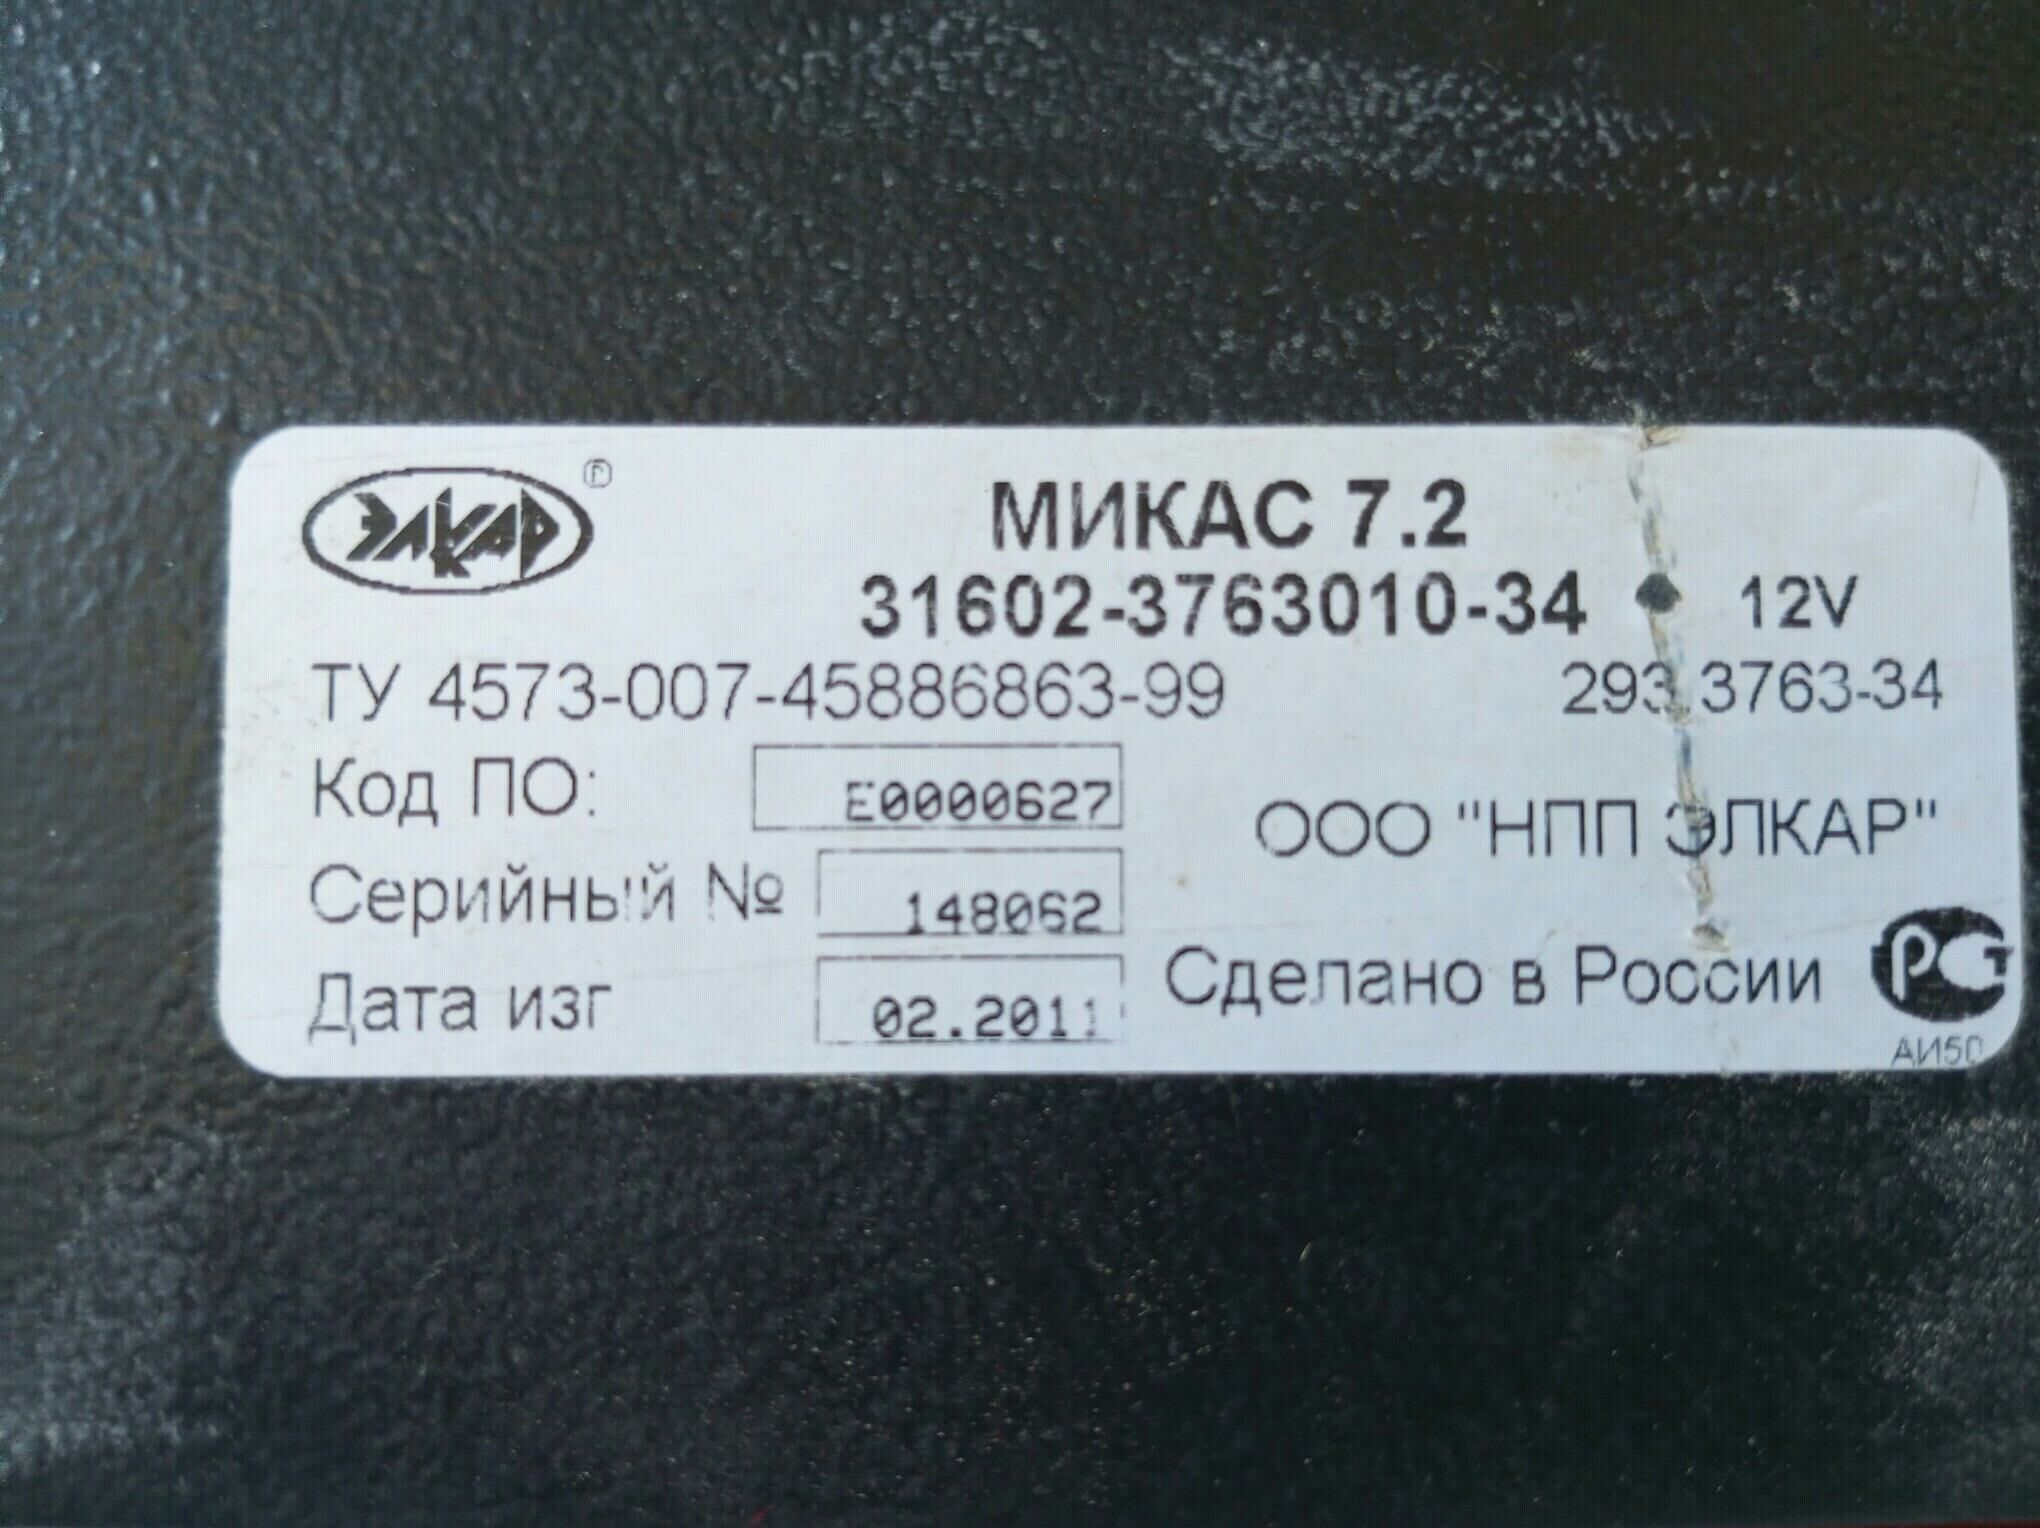 ЭЛКАР ®
МИКАС 7.2
31602-3763010-34 • 12V
ТУ 4573-007-45886863-99 293.3763-34
Код ПО: E0000627
ООО "НПП ЭЛКАР"
Серийный № 148062
Дата изг 02.2011
Сделано в России РСТ
АИ50